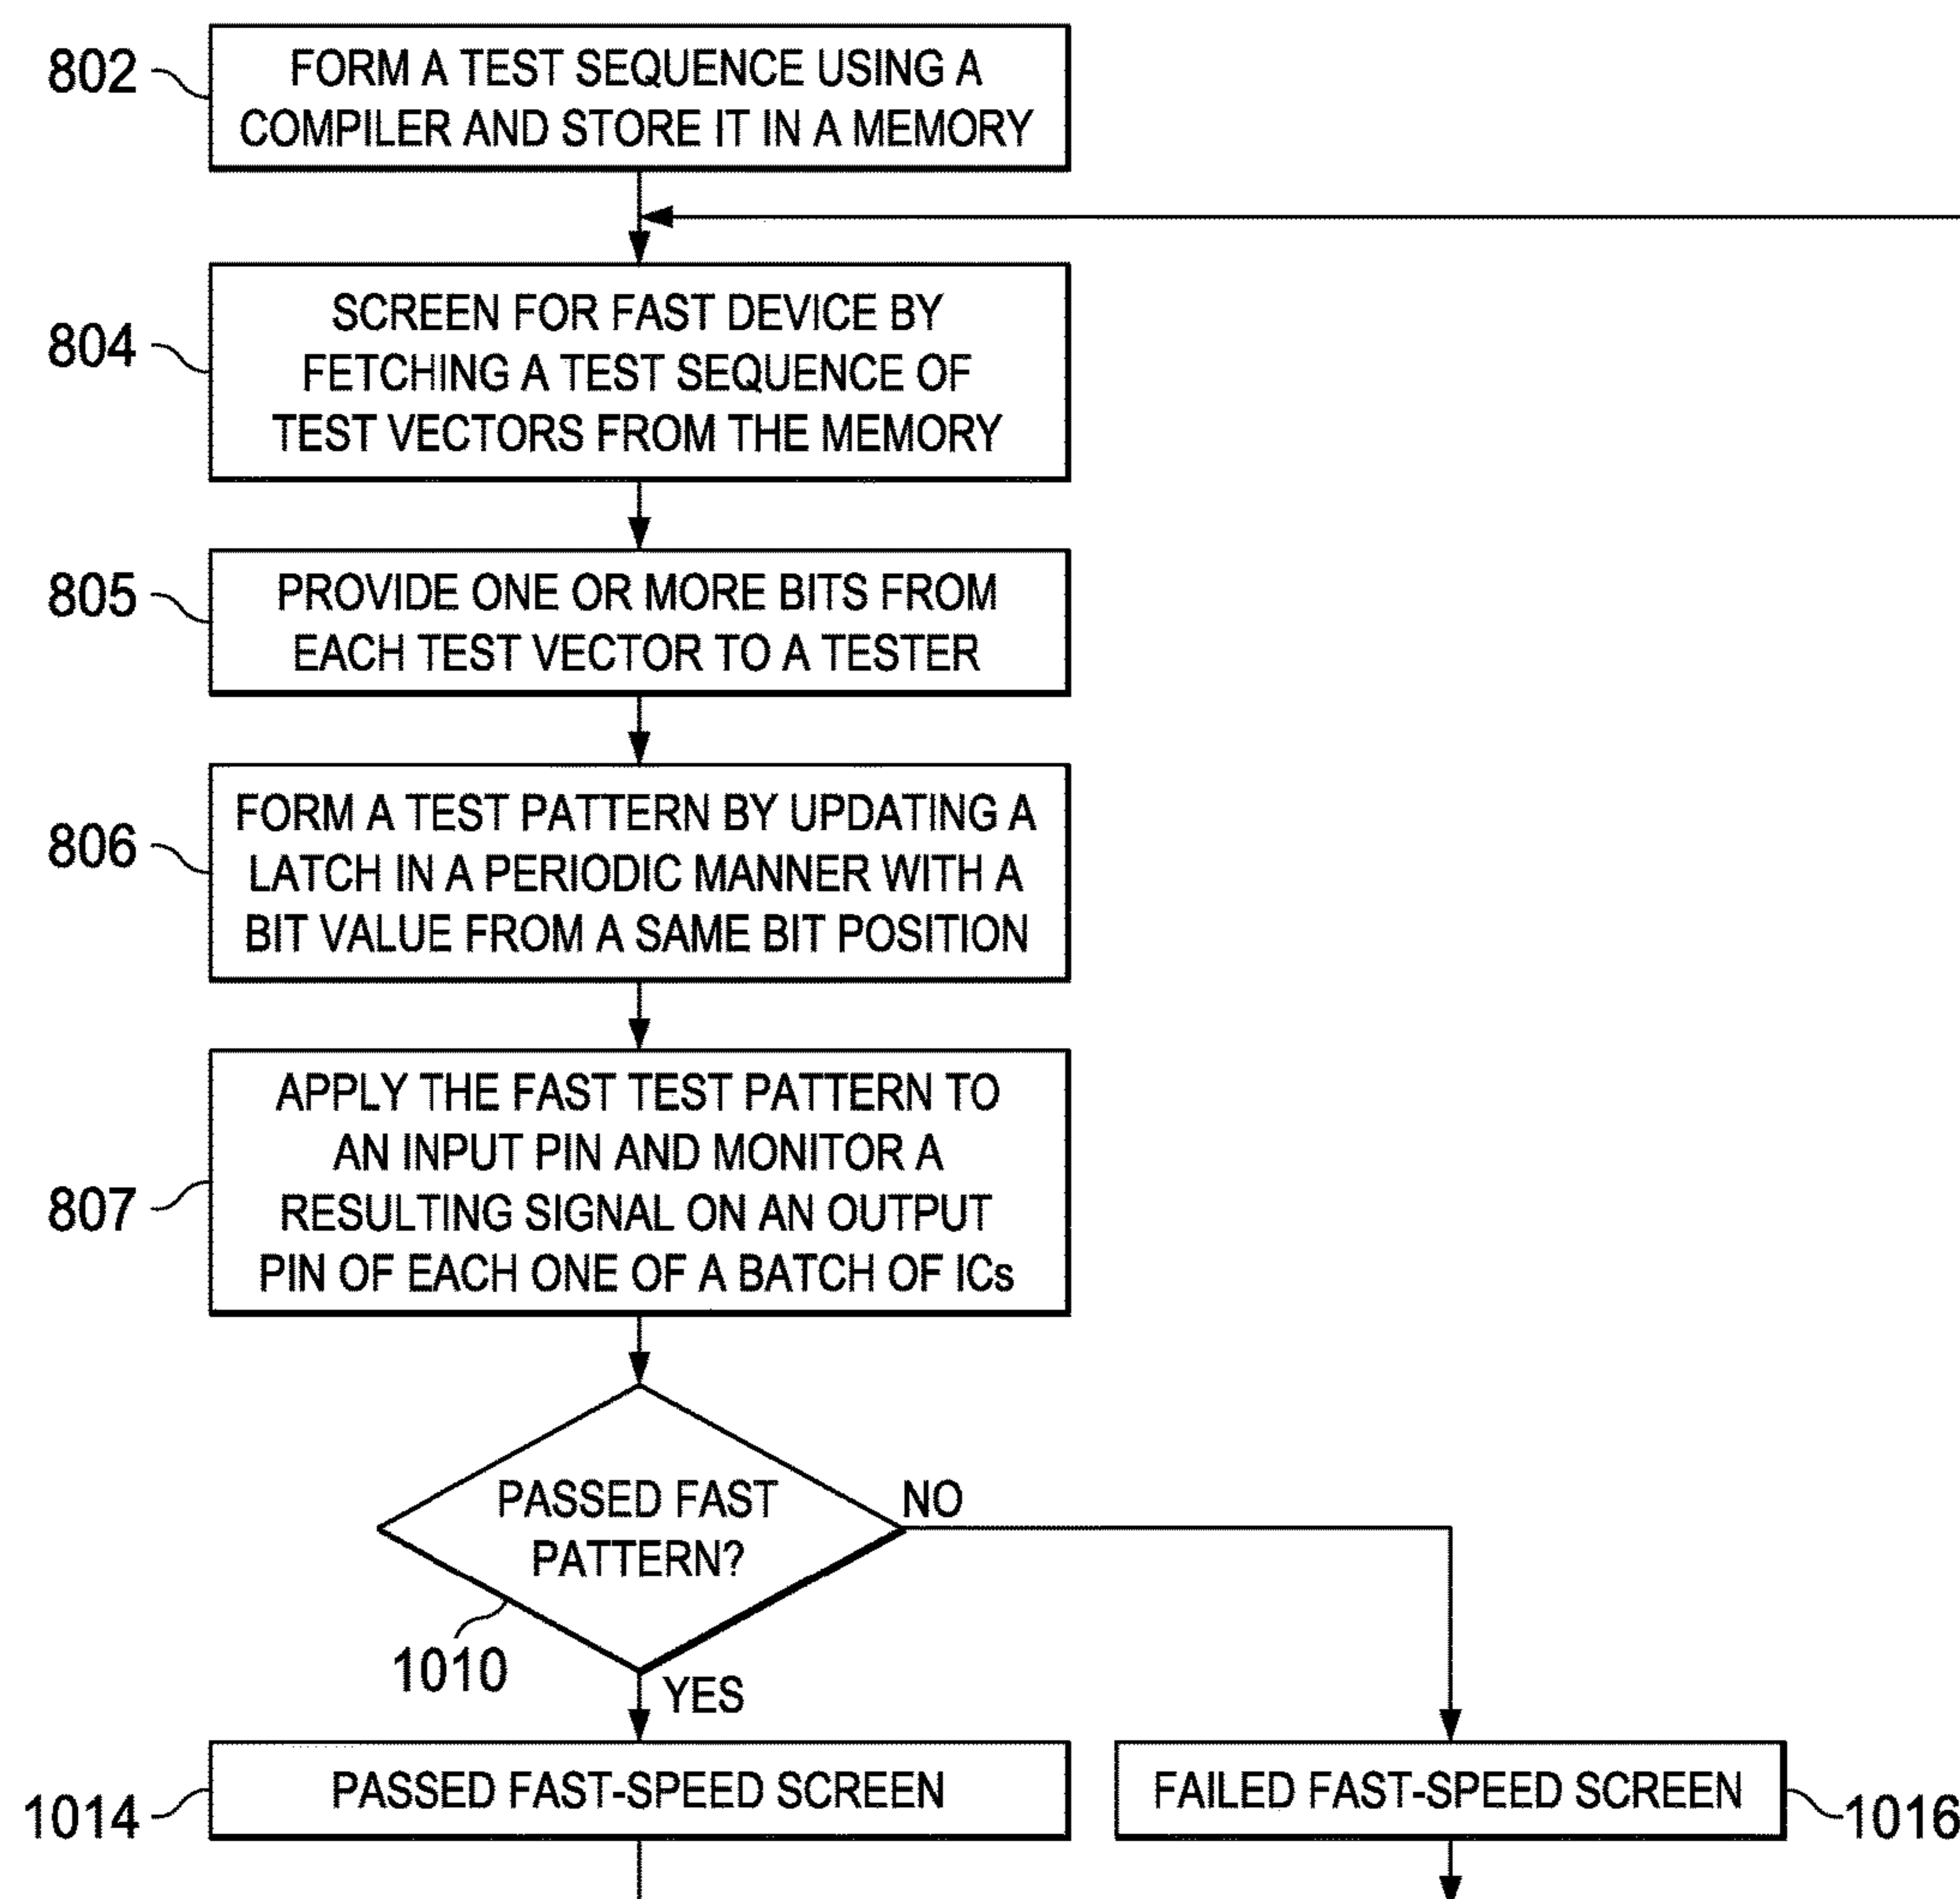 802
FORM A TEST SEQUENCE USING A
COMPILER AND STORE IT IN A MEMORY
804
SCREEN FOR FAST DEVICE BY
FETCHING A TEST SEQUENCE OF
TEST VECTORS FROM THE MEMORY
805
PROVIDE ONE OR MORE BITS FROM
EACH TEST VECTOR TO A TESTER
806
FORM A TEST PATTERN BY UPDATING A
LATCH IN A PERIODIC MANNER WITH A
BIT VALUE FROM A SAME BIT POSITION
807
APPLY THE FAST TEST PATTERN TO
AN INPUT PIN AND MONITOR A
RESULTING SIGNAL ON AN OUTPUT
PIN OF EACH ONE OF A BATCH OF ICs
PASSED FAST
PATTERN?
NO
1010
YES
1014
PASSED FAST-SPEED SCREEN
FAILED FAST-SPEED SCREEN
1016